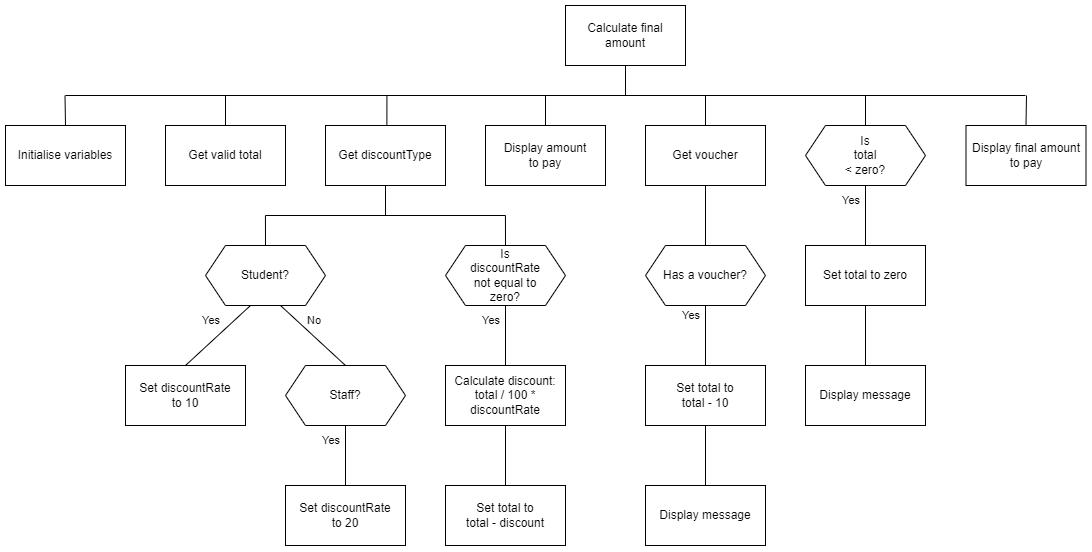 Calculate final
amount
Initialise variables
Get valid total
Get discountType
Display amount
to pay
Get voucher
Is
total
< zero?
Display final amount
to pay
Yes
Student?
Is
discountRate
not equal to
zero?
Has a voucher?
Set total to zero
Yes
No
Yes
Yes
Set discountRate
to 10
Staff?
Calculate discount:
total / 100 *
discountRate
Set total to
total - 10
Display message
Yes
Set discountRate
to 20
Set total to
total - discount
Display message